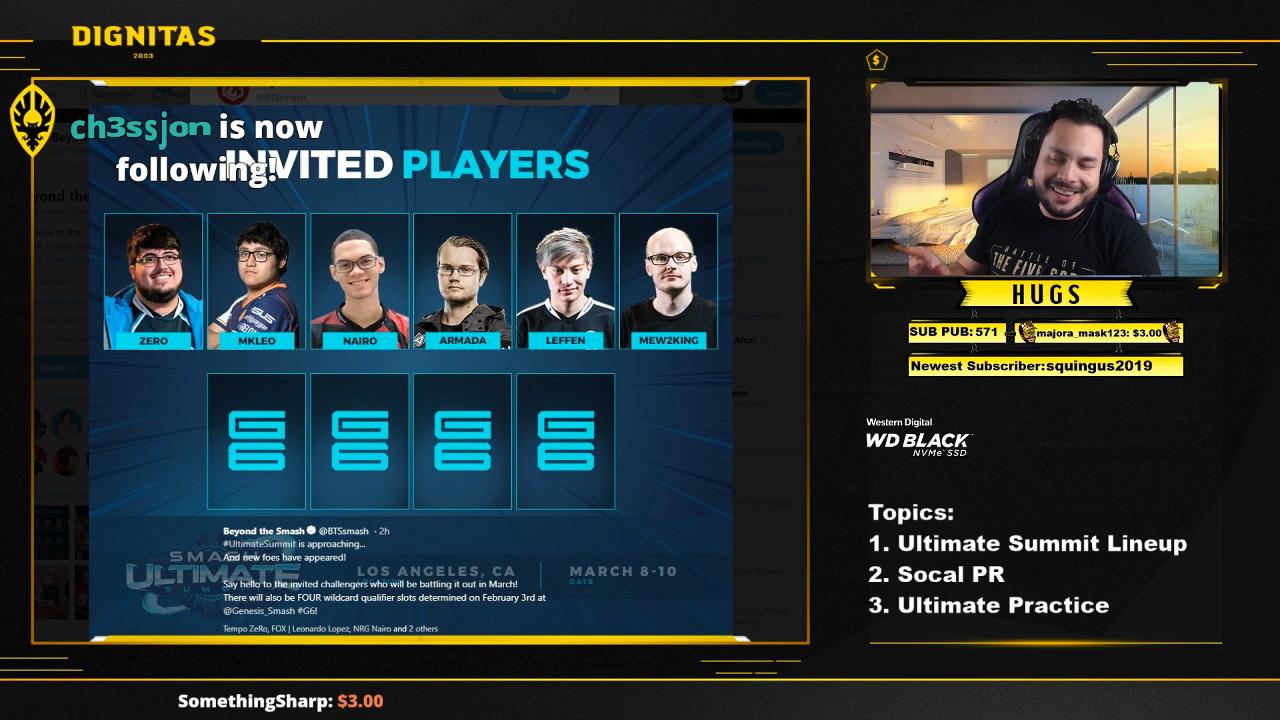 DIGNITAS
2003
@BTSsmash
Following
Tweet
ch3ssjon is now
following!
INVITED PLAYERS
ZERO
MKLEO
NAIRO
ARMADA
LEFFEN
MEW2KING
Beyond the Smash @BTSsmash · 2h
#UltimateSummit is approaching...
And new foes have appeared!
Say hello to the invited challengers who will be battling it out in March!
There will also be FOUR wildcard qualifier slots determined on February 3rd at
@Genesis_Smash #G6!
Tempo ZeRo, FOX | Leonardo Lopez, NRG Nairo and 2 others
SMASH
ULTIMATE
SUMMIT
LOS ANGELES, CA
MARCH 8-10
DATE
HUGS
SUB PUB: 571
majora_mask123: $3.00
Newest Subscriber:squingus2019
Western Digital
WD BLACK
NVMe SSD
Topics:
1. Ultimate Summit Lineup
2. Socal PR
3. Ultimate Practice
SomethingSharp: $3.00